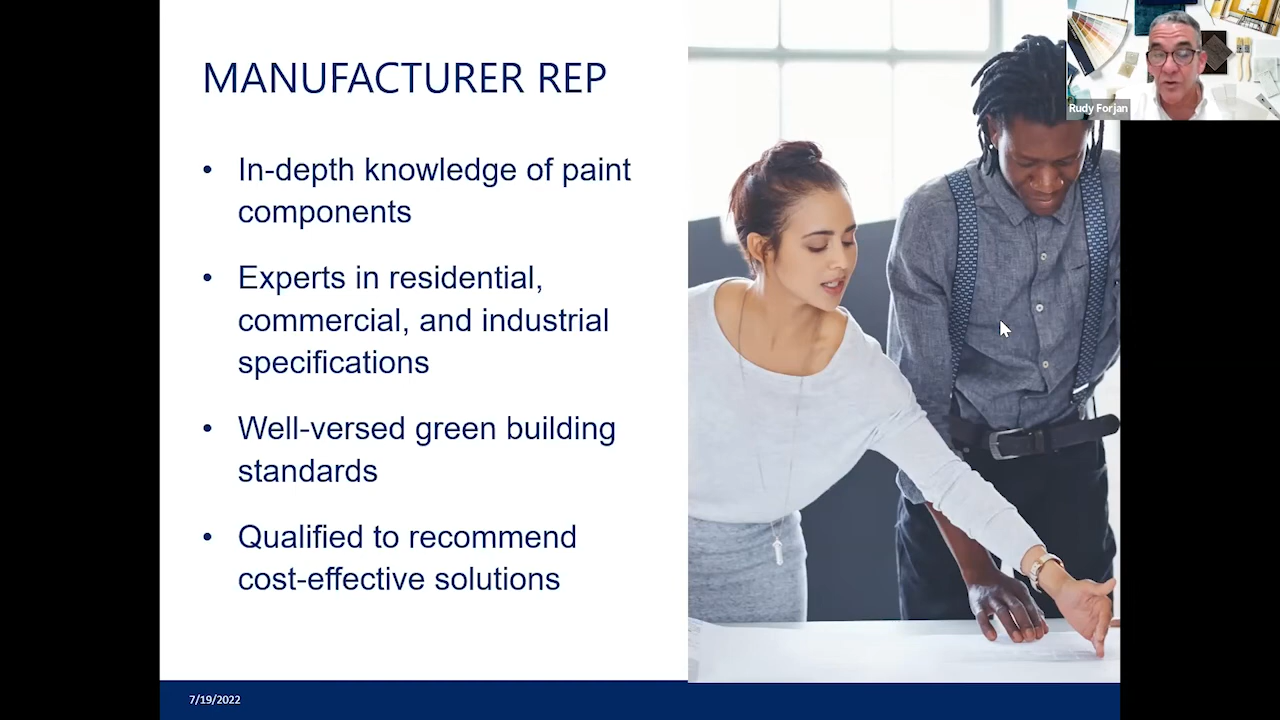 MANUFACTURER REP
• In-depth knowledge of paint
components
• Experts in residential,
commercial, and industrial
specifications
• Well-versed green building
standards
• Qualified to recommend
cost-effective solutions
7/19/2022
Rudy Forjan